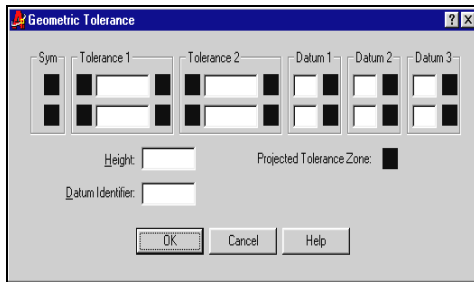 Geometric Tolerance
Sym Tolerance 1 Tolerance 2 Datum 1 Datum 2 Datum 3
Height: Projected Tolerance Zone:
Datum Identifier:
OK Cancel Help